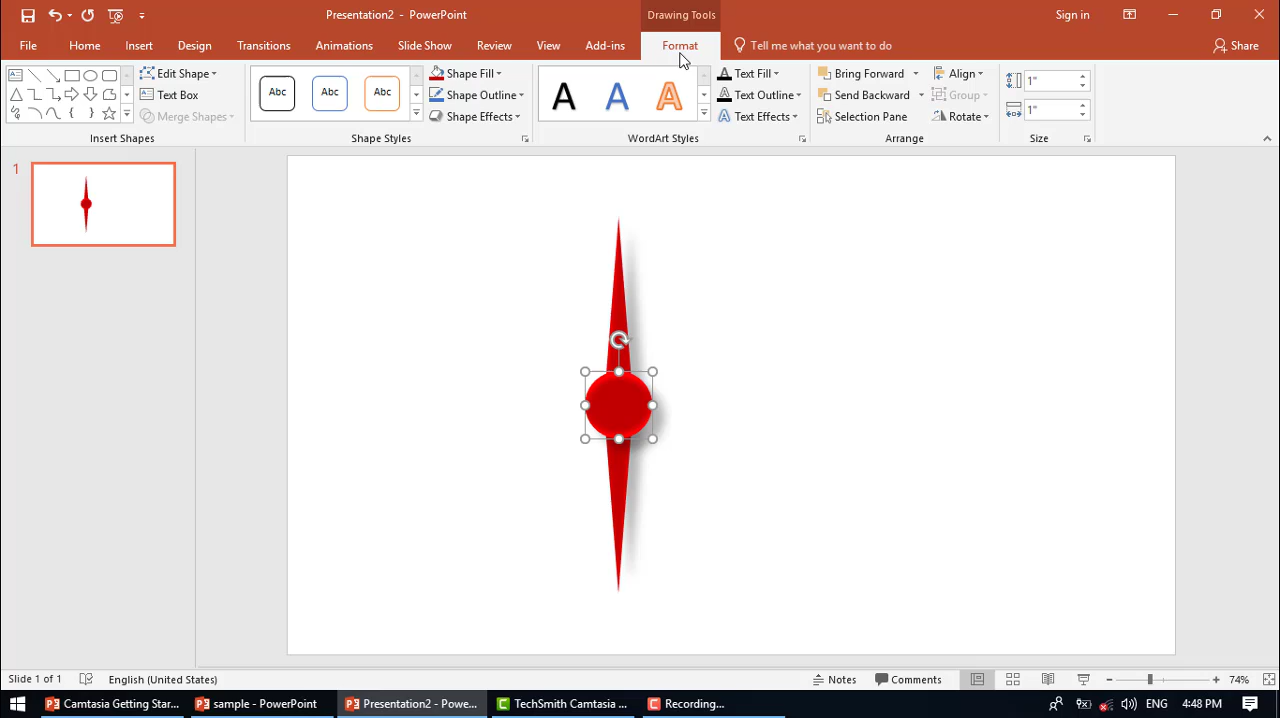 Presentation2 - PowerPoint
Drawing Tools
Sign in
File
Home
Insert
Design
Transitions
Animations
Slide Show
Review
View
Add-ins
Format
Tell me what you want to do
Share
Edit Shape
Text Box
Merge Shapes
Insert Shapes
Abc
Abc
Abc
Shape Fill
Shape Outline
Shape Effects
Shape Styles
A
A
A
Text Fill
Text Outline
Text Effects
WordArt Styles
Bring Forward
Send Backward
Selection Pane
Align
Group
Rotate
Arrange
1"
1"
Size
1
Slide 1 of 1
English (United States)
Notes
Comments
74%
Camtasia Getting Star...
sample - PowerPoint
Presentation2 - Powe...
TechSmith Camtasia ...
Recording...
ENG
4:48 PM